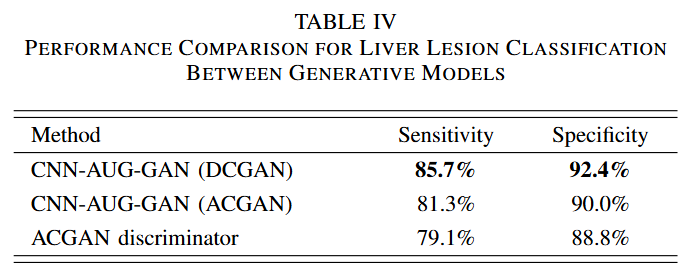 TABLE IV
PERFORMANCE COMPARISON FOR LIVER LESION CLASSIFICATION
BETWEEN GENERATIVE MODELS
Method Sensitivity Specificity
CNN-AUG-GAN (DCGAN) 85.7% 92.4%
CNN-AUG-GAN (ACGAN) 81.3% 90.0%
ACGAN discriminator 79.1% 88.8%